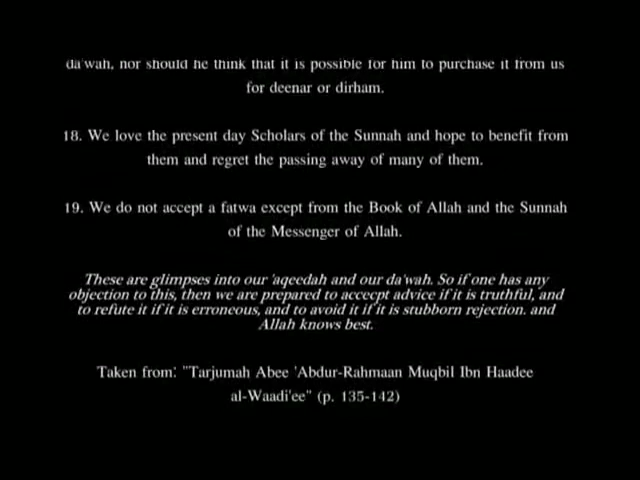 da'wah, nor should he think that it is possible for him to purchase it from us
for deenar or dirham.
18. We love the present day Scholars of the Sunnah and hope to benefit from
them and regret the passing away of many of them.
19. We do not accept a fatwa except from the Book of Allah and the Sunnah
of the Messenger of Allah.
These are glimpses into our 'aqeedah and our da'wah. So if one has any
objection to this, then we are prepared to accecpt advice if it is truthful, and
to refute it if it is erroneous, and to avoid it if it is stubborn rejection. and
Allah knows best.
Taken from: "Tarjumah Abee 'Abdur-Rahmaan Muqbil Ibn Haadee
al-Waadi'ee" (p. 135-142)